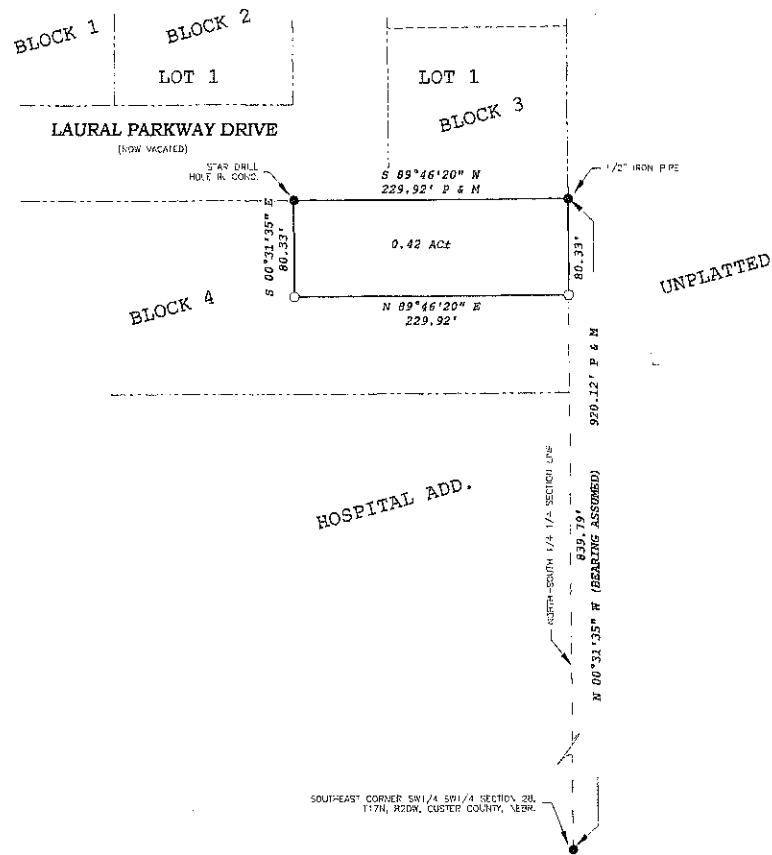 BLOCK 1
BLOCK 2
LOT 1
LOT 1
BLOCK 3
LAURAL PARKWAY DRIVE
(NOW VACATED)
STAR DRILL
HOLE IN CONC.
S 89°46'20" W
229.92' P & M
1/2" IRON PIPE
S 00°31'35" E
80.33'
0.42 AC±
80.33'
UNPLATTED
BLOCK 4
N 89°46'20" E
229.92'
920.12' P & M
HOSPITAL ADD.
NORTH-SOUTH 1/4 1/4 SECTION LINE
839.79'
N 00°31'35" W (BEARING ASSUMED)
SOUTHEAST CORNER SW1/4 SW1/4 SECTION 28,
T17N, R20W, CUSTER COUNTY, NEBR.